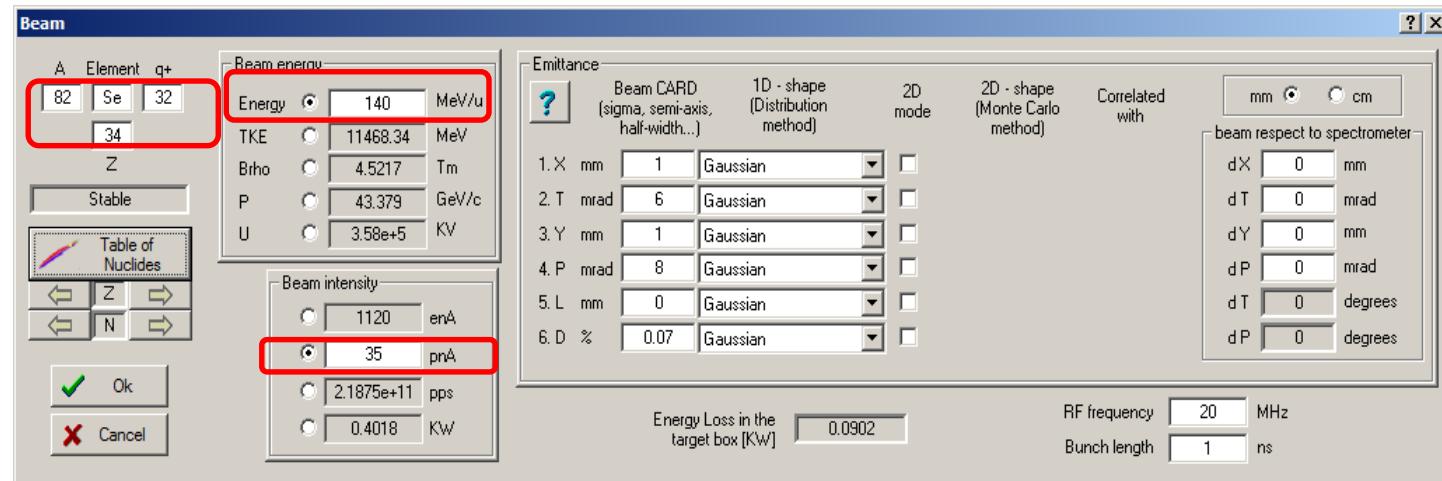 Beam
A Element q+
82 Se 32
34
Z
Stable
Table of
Nuclides
Z
N
Ok
Cancel
Beam energy
Energy 140 MeV/u
TKE 11468.34 MeV
Brho 4.5217 Tm
P 43.379 GeV/c
U 3.58e+5 KV
Beam intensity
1120 enA
35 pnA
2.1875e+11 pps
0.4018 KW
Emittance
?
Beam CARD
(sigma, semi-axis,
half-width...)
1D - shape
(Distribution
method)
2D
mode
2D - shape
(Monte Carlo
method)
Correlated
with
1. X mm 1 Gaussian
2. T mrad 6 Gaussian
3. Y mm 1 Gaussian
4. P mrad 8 Gaussian
5. L mm 0 Gaussian
6. D % 0.07 Gaussian
mm cm
beam respect to spectrometer
dX 0 mm
dT 0 mrad
dY 0 mm
dP 0 mrad
dT 0 degrees
dP 0 degrees
Energy Loss in the
target box [KW]
0.0902
RF frequency 20 MHz
Bunch length 1 ns